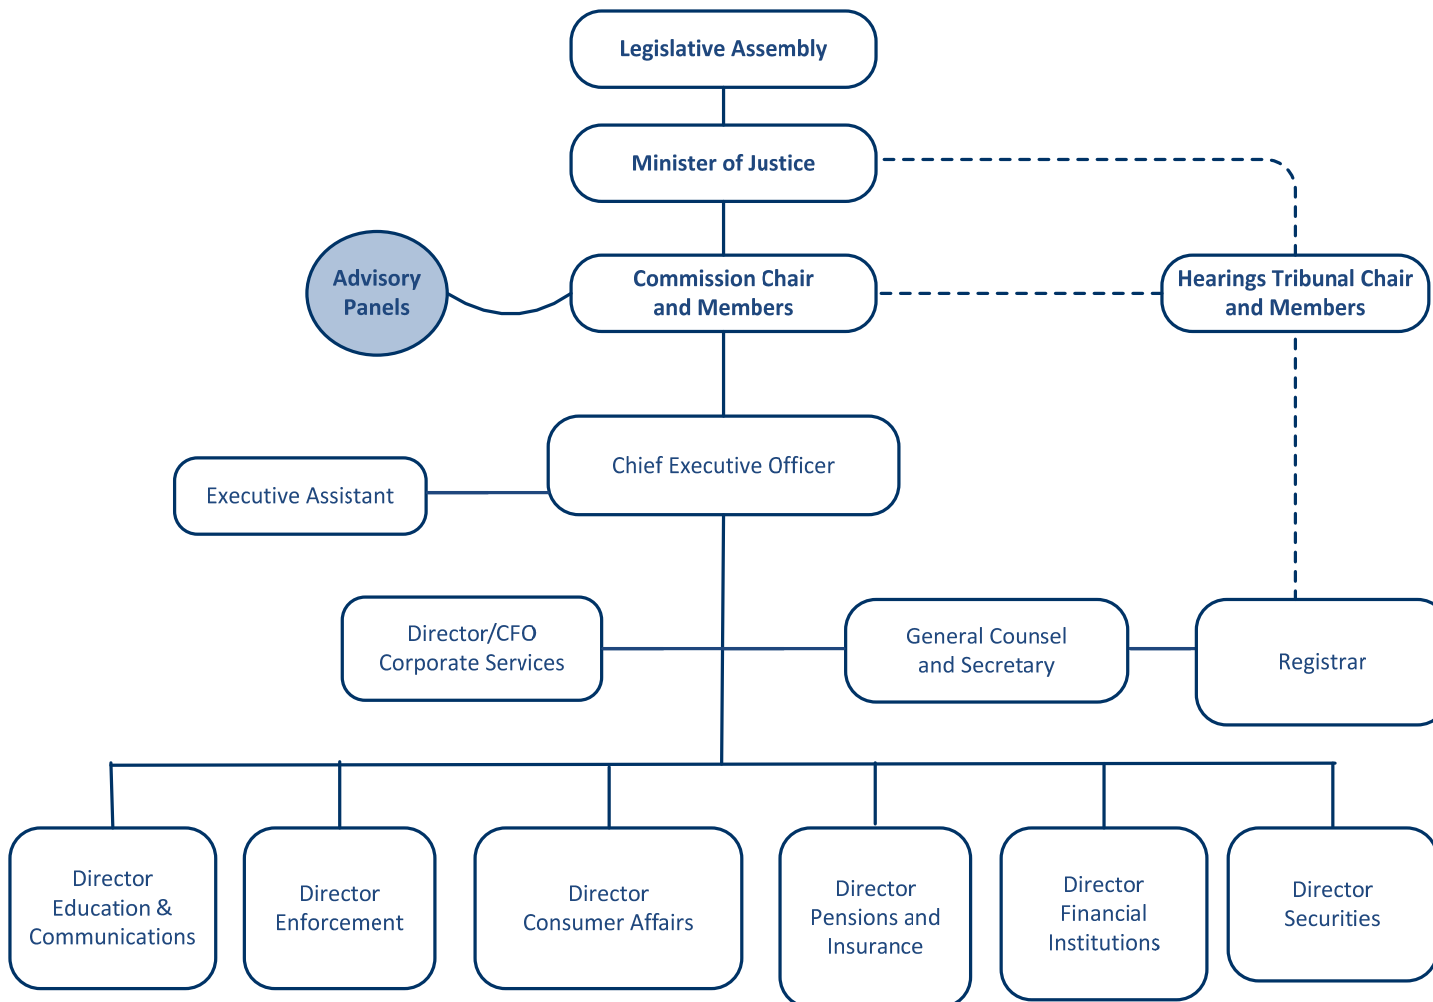 Legislative Assembly
Minister of Justice
Advisory
Panels
Commission Chair
and Members
Hearings Tribunal Chair
and Members
Chief Executive Officer
Executive Assistant
Director/CFO
Corporate Services
General Counsel
and Secretary
Registrar
Director
Education &
Communications
Director
Enforcement
Director
Consumer Affairs
Director
Pensions and
Insurance
Director
Financial
Institutions
Director
Securities